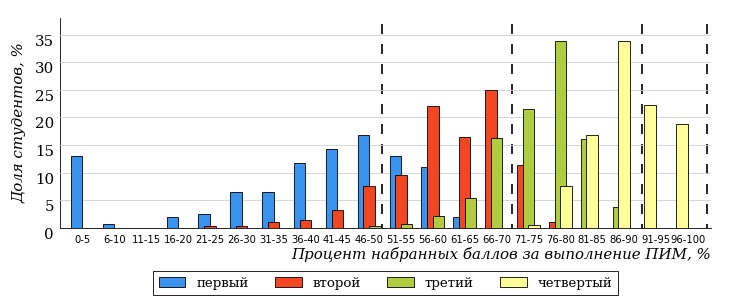 Доля студентов, %
35
30
25
20
15
10
5
0
0-5 6-10 11-15 16-20 21-25 26-30 31-35 36-40 41-45 46-50 51-55 56-60 61-65 66-70 71-75 76-80 81-85 86-90 91-95 96-100
Процент набранных баллов за выполнение ПИМ, %
первый второй третий четвертый